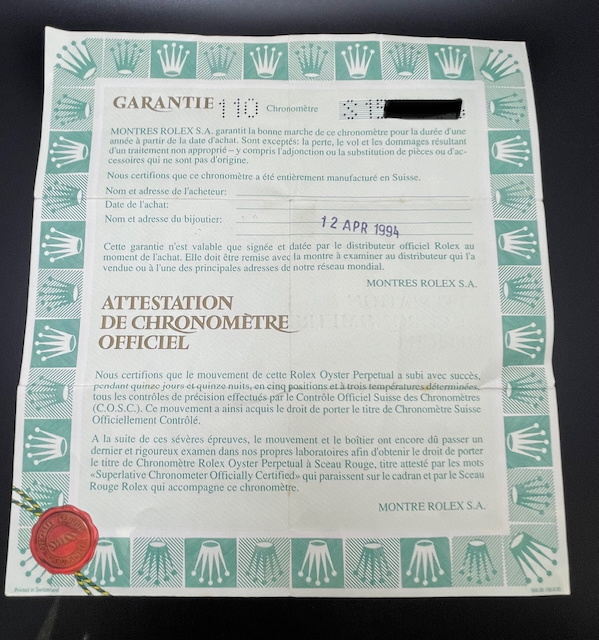 GARANTIE 110 Chronomètre S 15
MONTRES ROLEX S.A. garantit la bonne marche de ce chronomètre pour la durée d'une
année à partir de la date d'achat. Sont exceptés: la perte, le vol et les dommages résultant
d'un traitement non approprié – y compris l'adjonction ou la substitution de pièces ou d'ac-
cessoires qui ne sont pas d'origine.
Nous certifions que ce chronomètre a été entièrement manufacturé en Suisse.
Nom et adresse de l'acheteur:
Date de l'achat:
Nom et adresse du bijoutier:
12 APR 1994
Cette garantie n'est valable que signée et datée par le distributeur officiel Rolex au
moment de l'achat. Elle doit être remise avec la montre à examiner au distributeur qui l'a
vendue ou à l'une des principales adresses de notre réseau mondial.
MONTRES ROLEX S.A.
ATTESTATION
DE CHRONOMÈTRE
OFFICIEL
Nous certifions que le mouvement de cette Rolex Oyster Perpetual a subi avec succès,
pendant quinze jours et quinze nuits, en cinq positions et à trois températures déterminées,
tous les contrôles de précision effectués par le Contrôle Officiel Suisse des Chronomètres
(C.O.S.C.). Ce mouvement a ainsi acquis le droit de porter le titre de Chronomètre Suisse
Officiellement Contrôlé.
A la suite de ces sévères épreuves, le mouvement et le boîtier ont encore dû passer un
dernier et rigoureux examen dans nos propres laboratoires afin d'obtenir le droit de porter
le titre de Chronomètre Rolex Oyster Perpetual à Sceau Rouge, titre attesté par les mots
«Superlative Chronometer Officially Certified» qui paraissent sur le cadran et par le Sceau
Rouge Rolex qui accompagne ce chronomètre.
MONTRE ROLEX S.A.
Printed in Switzerland